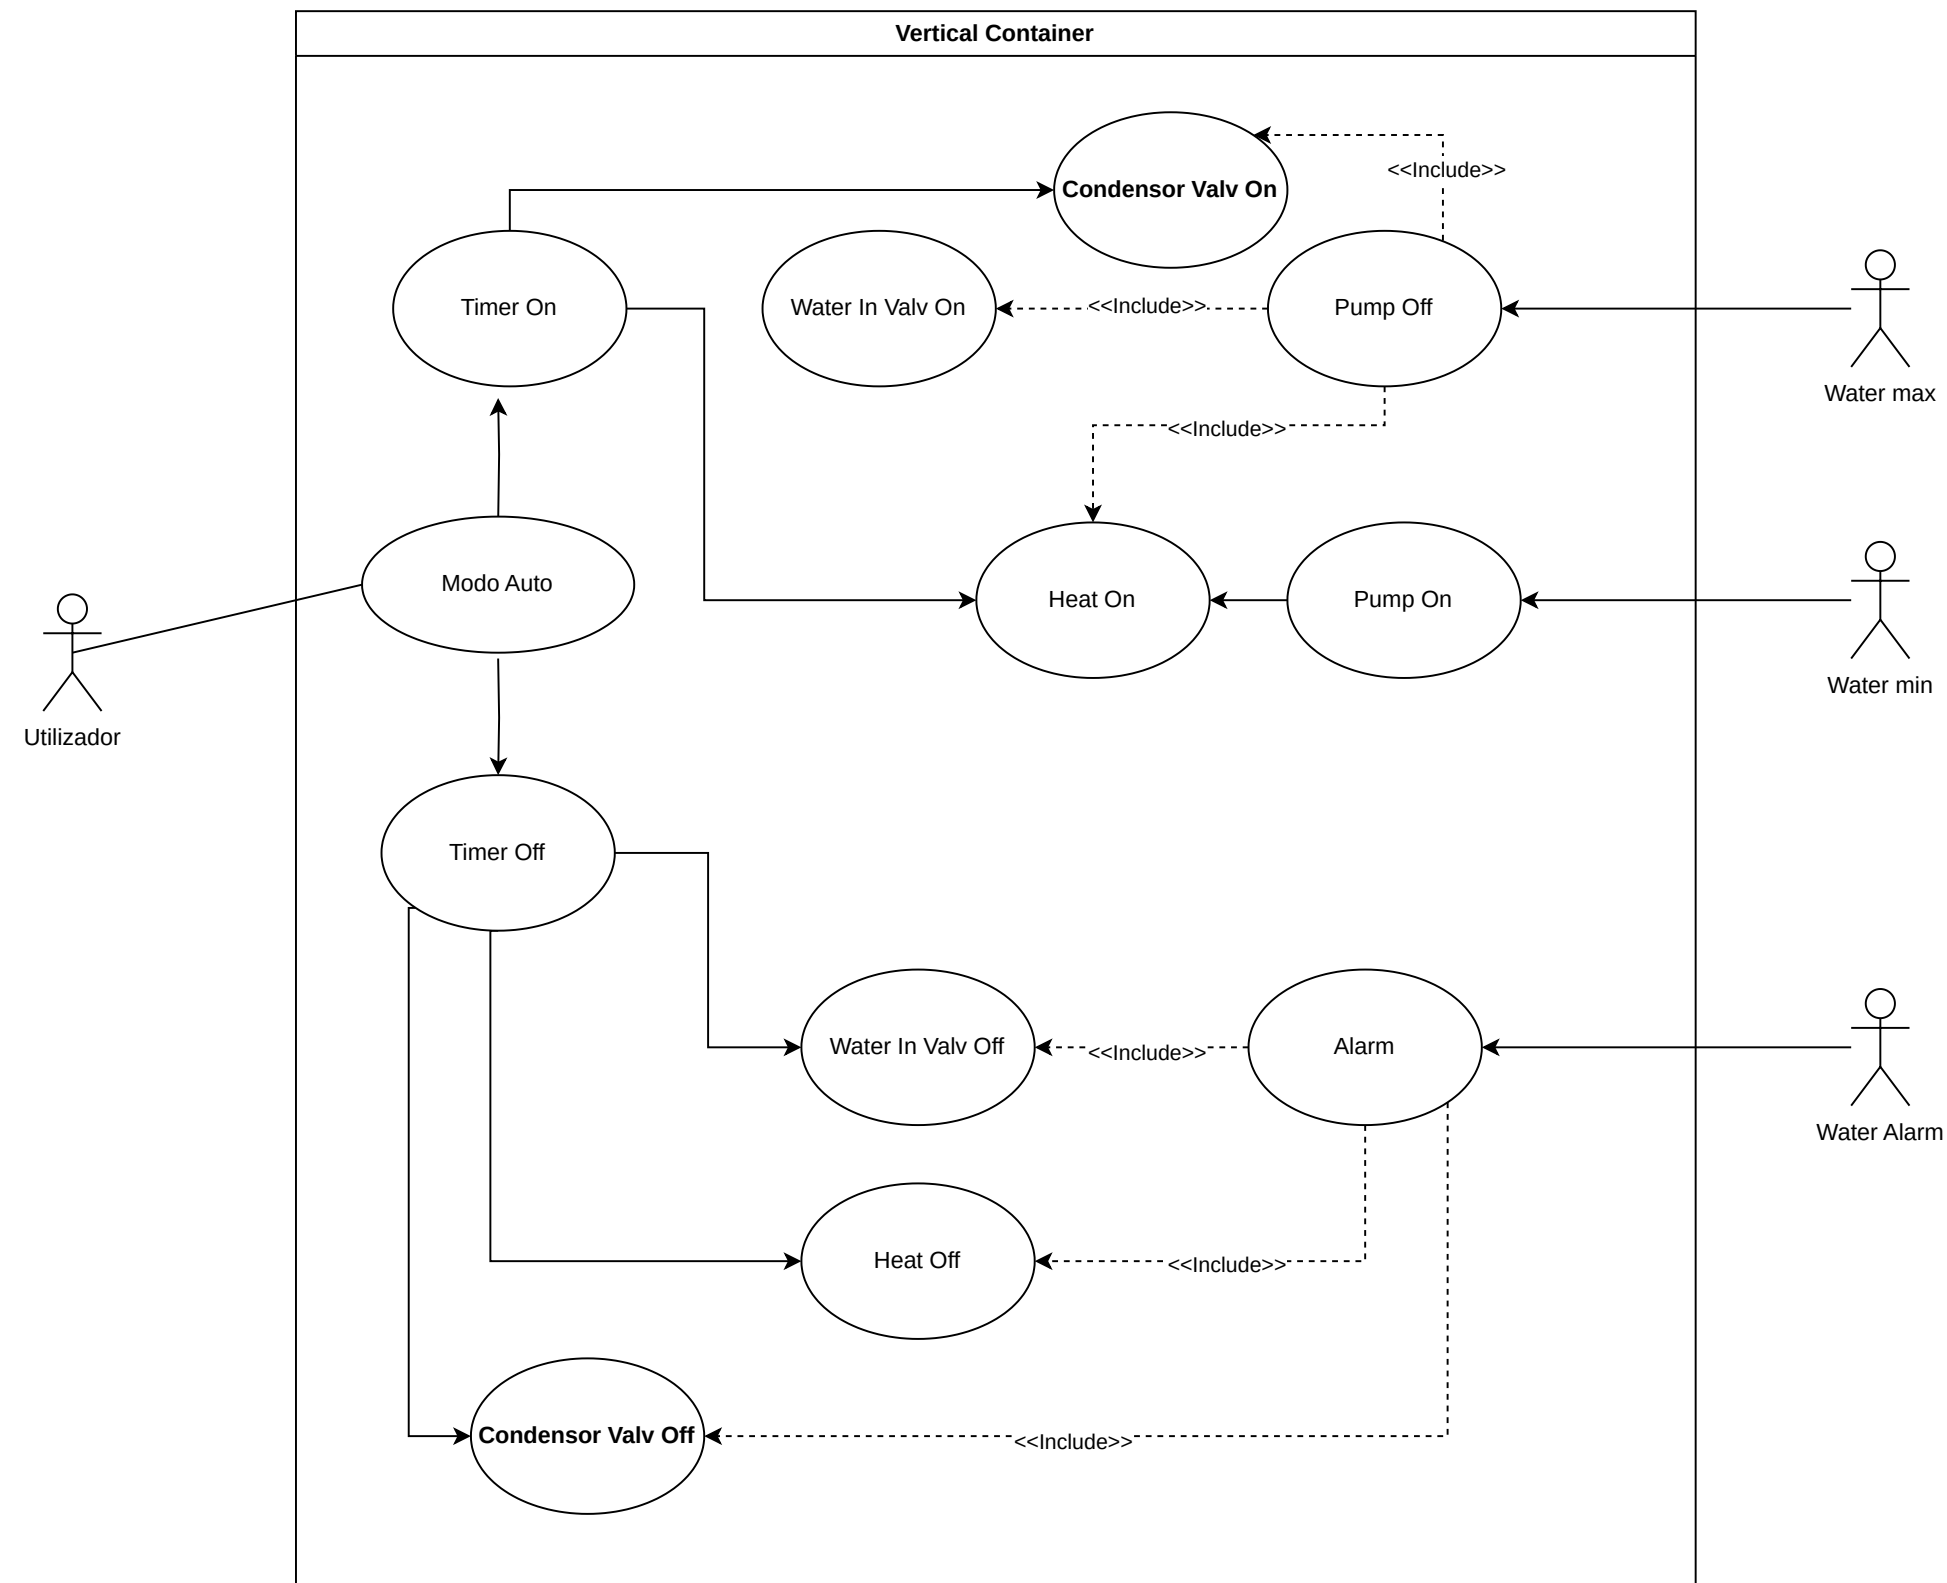 Vertical Container
Condensor Valv On
<<Include>>
Timer On
Water In Valv On
<<Include>>
Pump Off
Water max
<<Include>>
Modo Auto
Heat On
Pump On
Water min
Utilizador
Timer Off
Water In Valv Off
<<Include>>
Alarm
Water Alarm
Heat Off
<<Include>>
Condensor Valv Off
<<Include>>